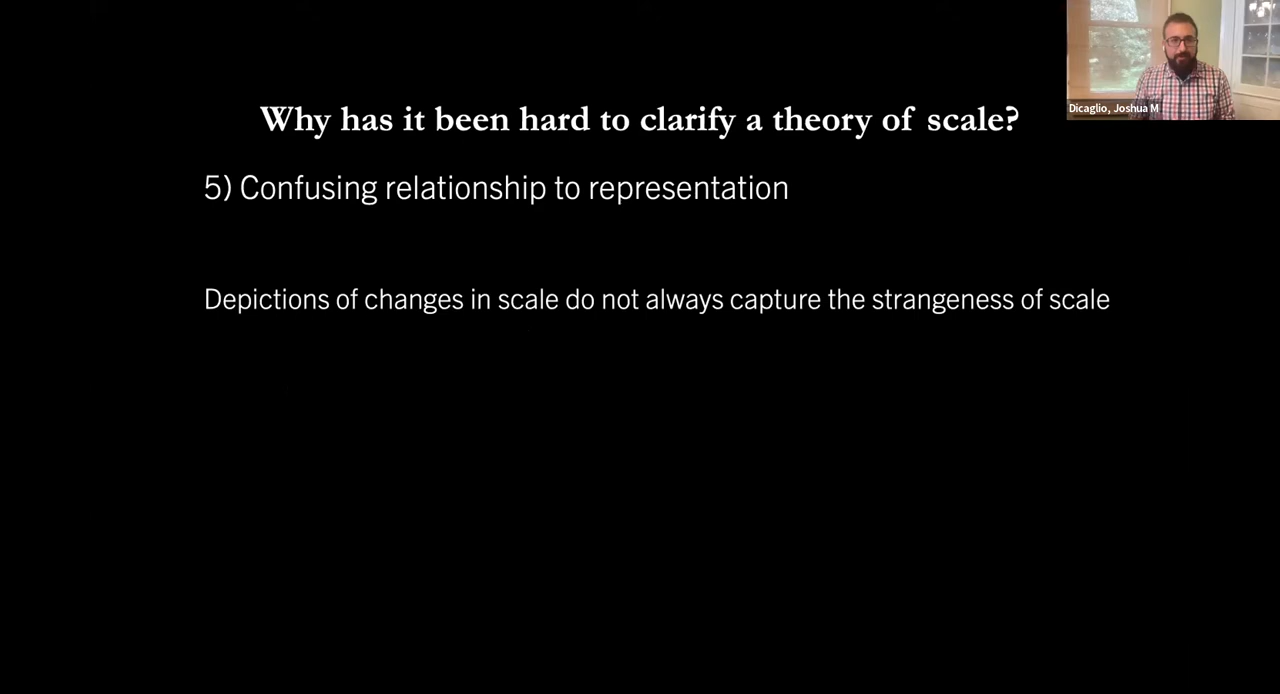 Why has it been hard to clarify a theory of scale?
5) Confusing relationship to representation
Depictions of changes in scale do not always capture the strangeness of scale
Dicaglio, Joshua M